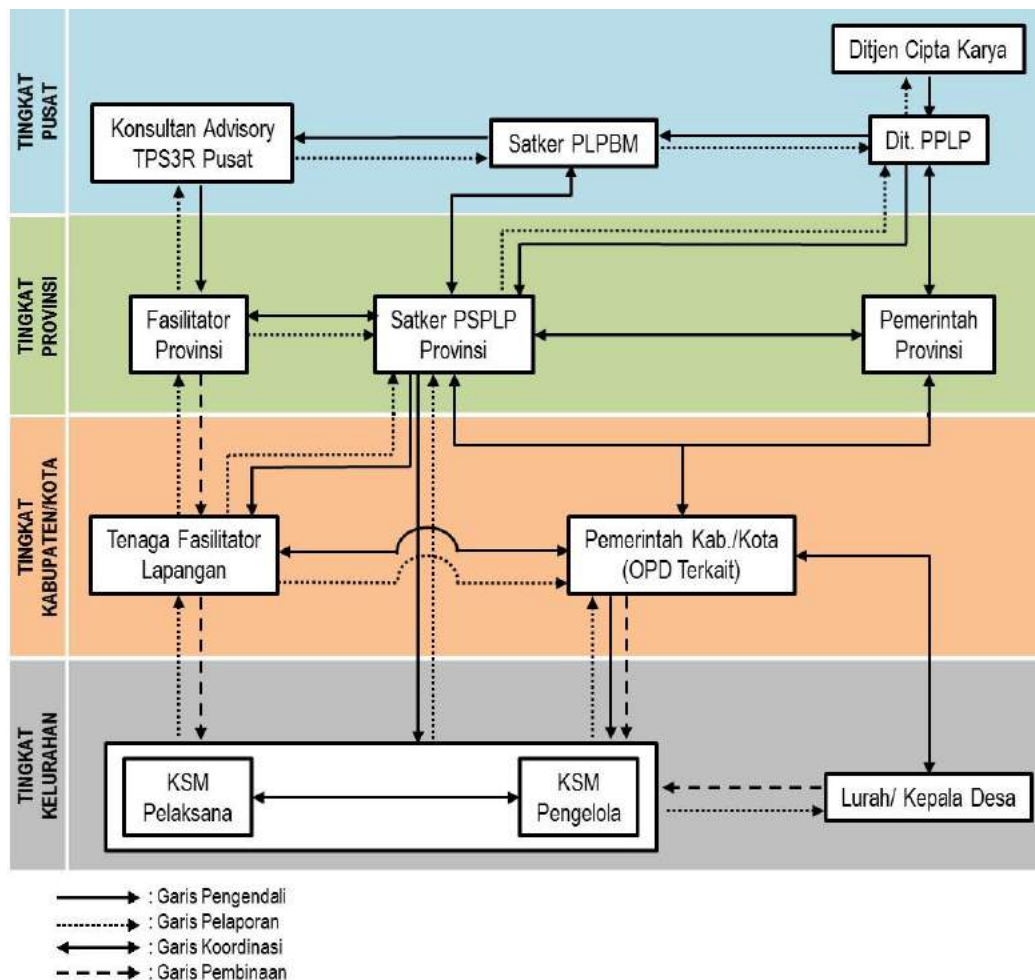 TINGKAT
PUSAT
Ditjen Cipta Karya
Konsultan Advisory
TPS3R Pusat
Satker PLPBM
Dit. PPLP
TINGKAT
PROVINSI
Fasilitator
Provinsi
Satker PSPLP
Provinsi
Pemerintah
Provinsi
TINGKAT
KABUPATEN/KOTA
Tenaga Fasilitator
Lapangan
Pemerintah Kab./Kota
(OPD Terkait)
TINGKAT
KELURAHAN
KSM
Pelaksana
KSM
Pengelola
Lurah/ Kepala Desa
: Garis Pengendali
: Garis Pelaporan
: Garis Koordinasi
: Garis Pembinaan